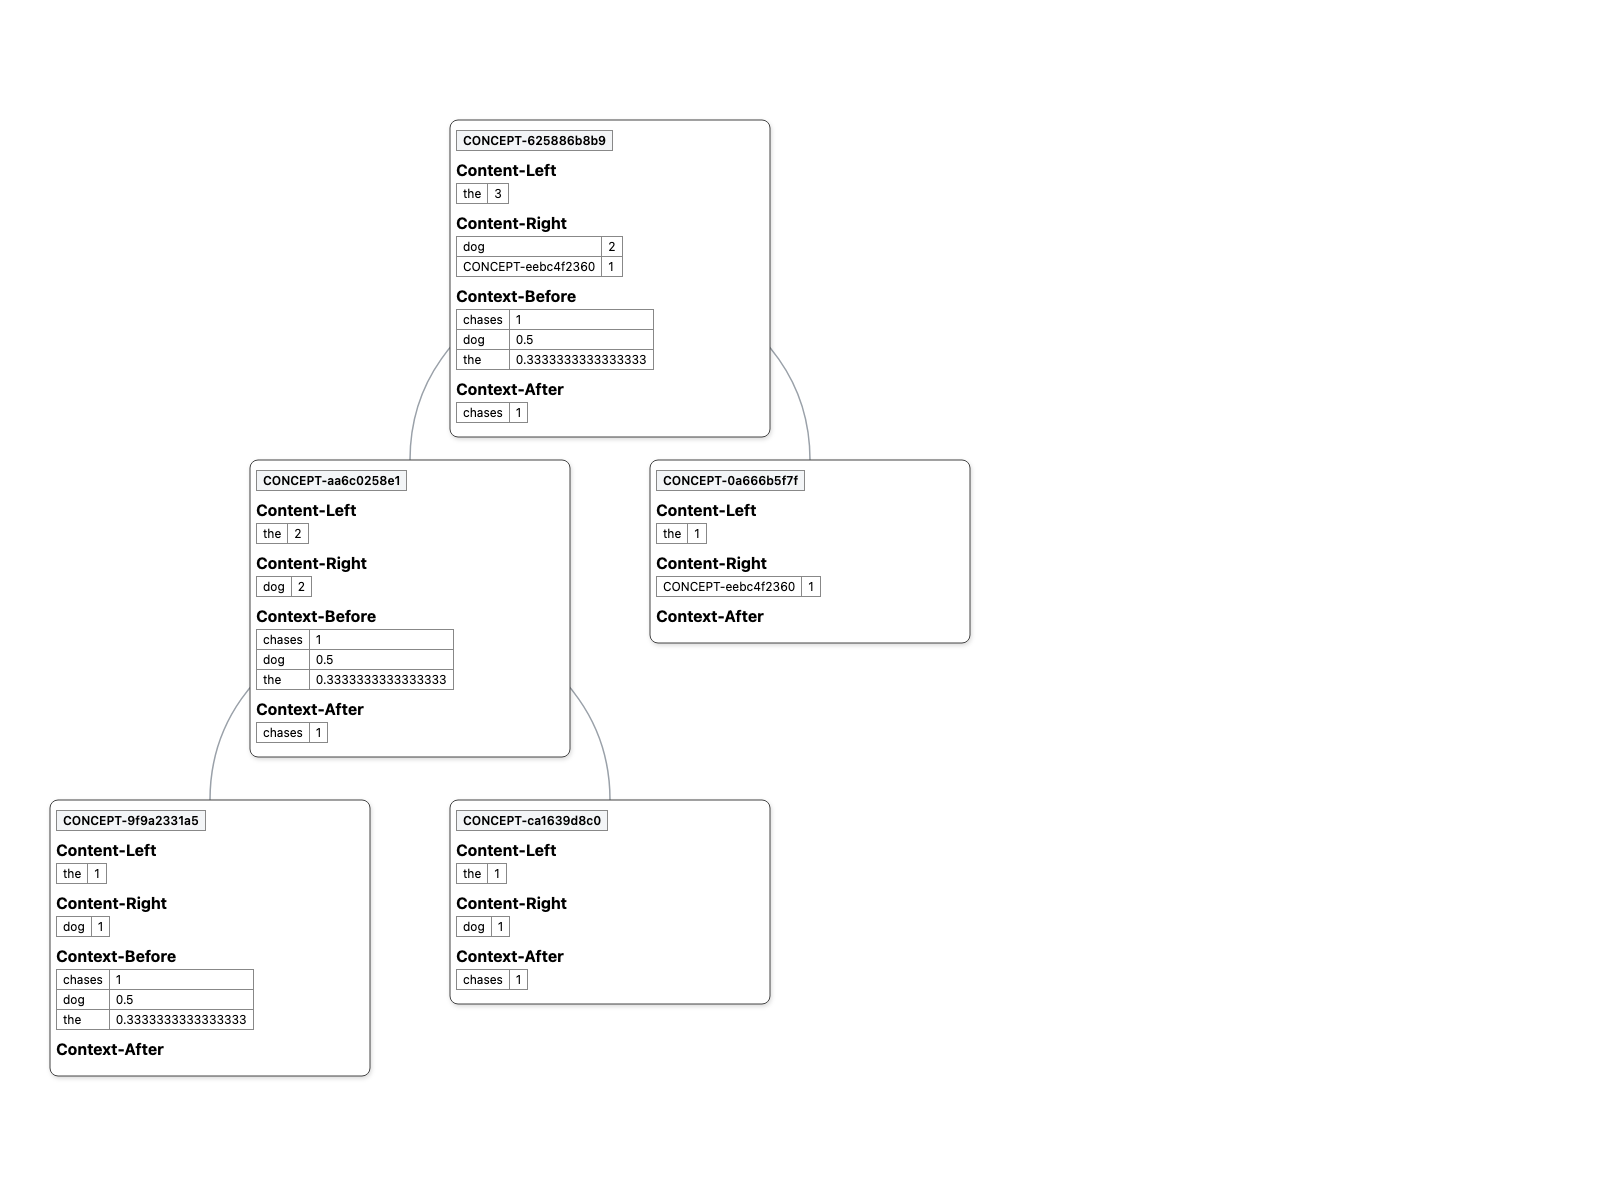 CONCEPT-625886b8b9
Content-Left
the 3
Content-Right
dog 2
CONCEPT-eebc4f2360 1
Context-Before
chases 1
dog 0.5
the 0.3333333333333333
Context-After
chases 1
CONCEPT-aa6c0258e1
Content-Left
the 2
Content-Right
dog 2
Context-Before
chases 1
dog 0.5
the 0.3333333333333333
Context-After
chases 1
CONCEPT-0a666b5f7f
Content-Left
the 1
Content-Right
CONCEPT-eebc4f2360 1
Context-After
CONCEPT-9f9a2331a5
Content-Left
the 1
Content-Right
dog 1
Context-Before
chases 1
dog 0.5
the 0.3333333333333333
Context-After
CONCEPT-ca1639d8c0
Content-Left
the 1
Content-Right
dog 1
Context-After
chases 1